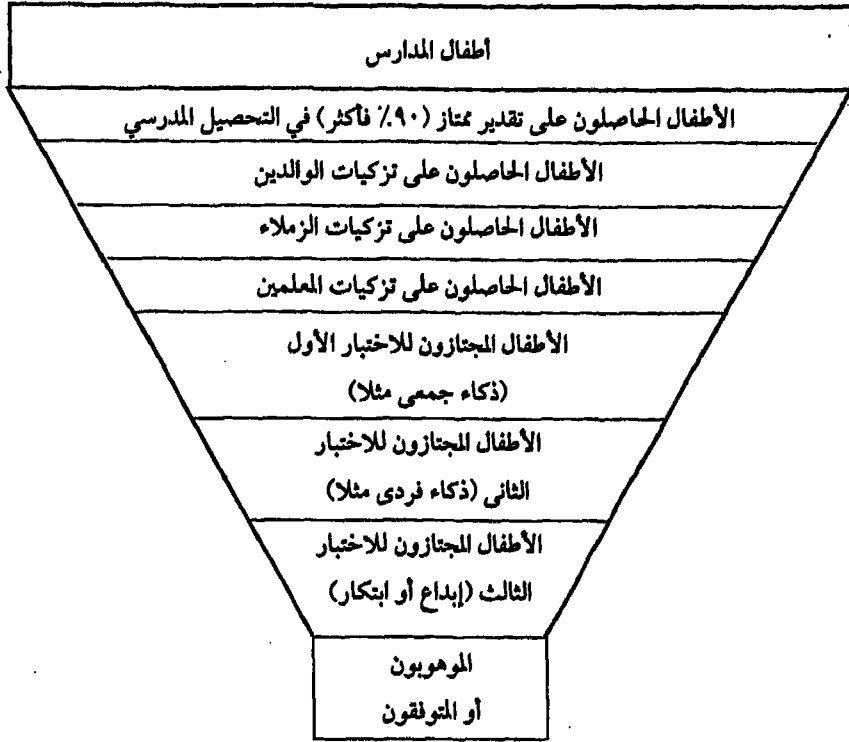 أطفال المدارس
الأطفال الحاصلون على تقدير ممتاز (٩٠٪ فأكثر) في التحصيل المدرسي
الأطفال الحاصلون على تزكيات الوالدين
الأطفال الحاصلون على تزكيات الزملاء
الأطفال الحاصلون على تزكيات المعلمين
الأطفال المجتازون للاختبار الأول
(ذكاء جمعى مثلا)
الأطفال المجتازون للاختبار
الثانى (ذكاء فردى مثلا)
الأطفال المجتازون للاختبار
الثالث (إبداع أو ابتكار)
الموهوبون
أو المتوفقون